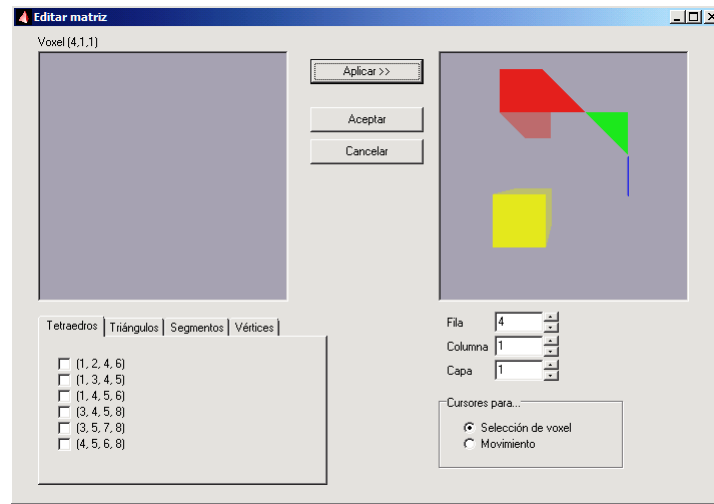 Editar matriz
Voxel (4,1,1)
Aplicar >>
Aceptar
Cancelar
Tetraedros Triángulos Segmentos Vértices
(1, 2, 4, 6)
(1, 3, 4, 5)
(1, 4, 5, 6)
(3, 4, 5, 8)
(3, 5, 7, 8)
(4, 5, 6, 8)
Fila 4
Columna 1
Capa 1
Cursores para...
Selección de voxel
Movimiento